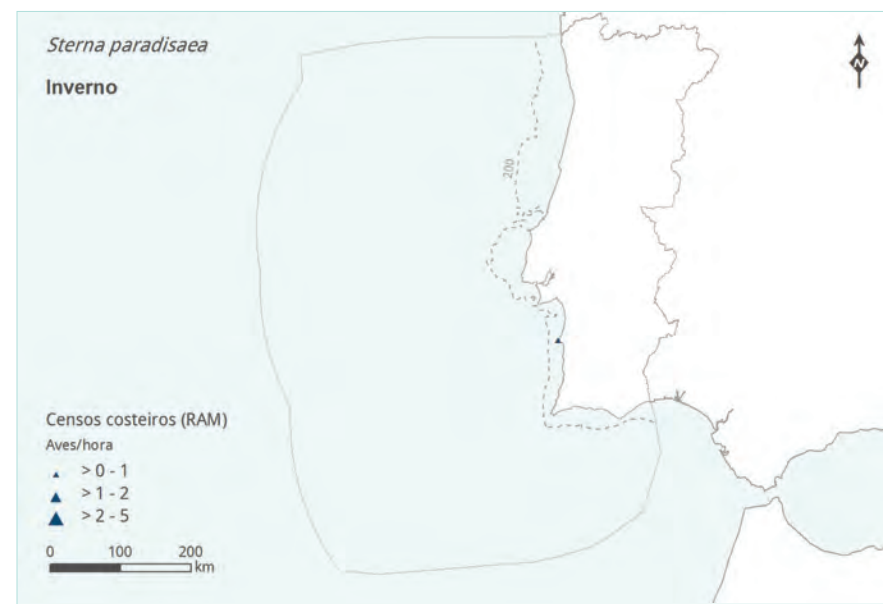 Sterna paradisaea
Inverno
N
200
Censos costeiros (RAM)
Aves/hora
> 0 - 1
> 1 - 2
> 2 - 5
0 100 200
km